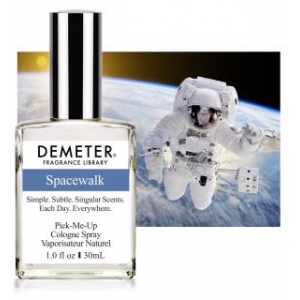 DEMETER®
FRAGRANCE LIBRARY
Spacewalk
Simple. Subtle. Singular Scents.
Each Day. Everywhere.
Pick-Me-Up
Cologne Spray
Vaporisateur Naturel
1.0 fl oz | 30mL